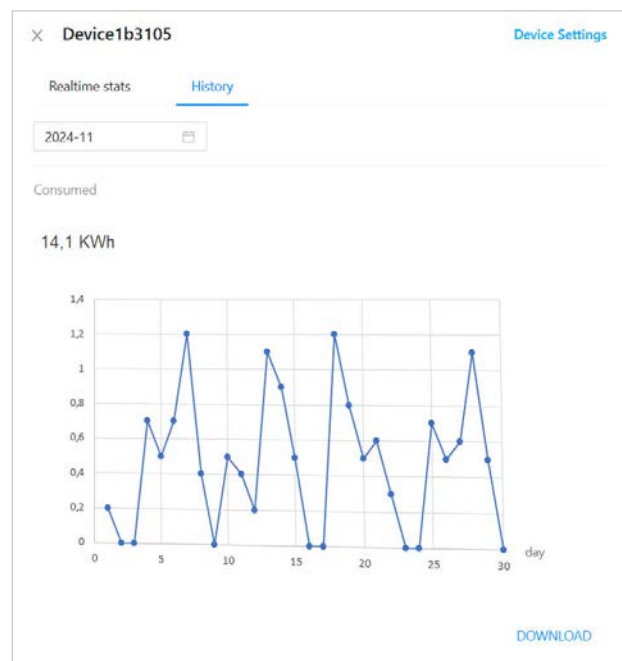 Device1b3105
Device Settings
Realtime stats
History
2024-11
Consumed
14,1 KWh
1,4
1,2
1
0,8
0,6
0,4
0,2
0
0 5 10 15 20 25 30
day
DOWNLOAD